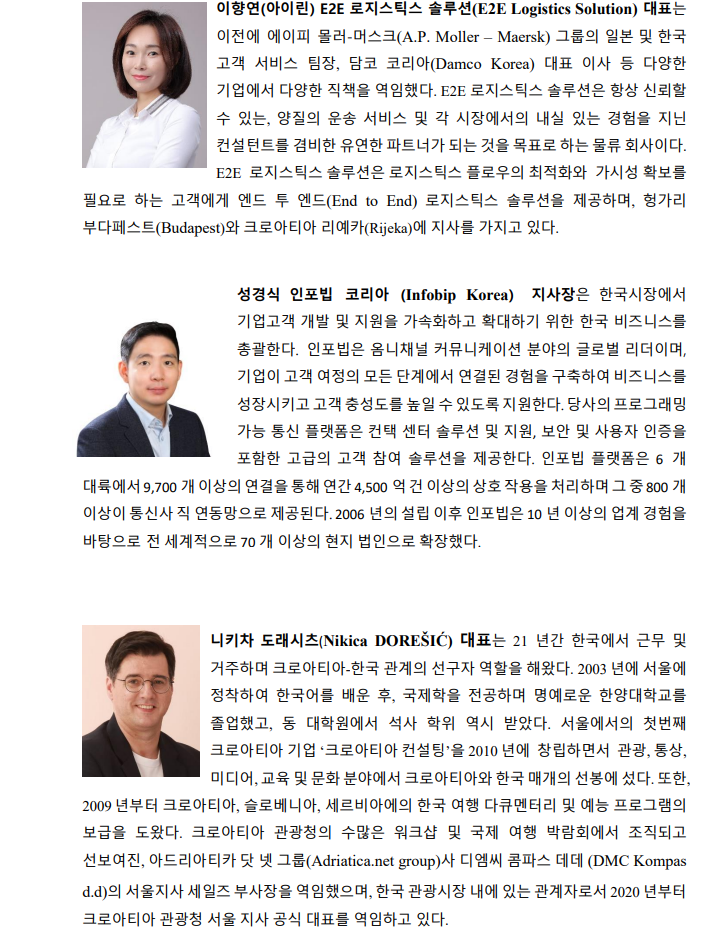 이향연(아이린) E2E 로지스틱스 솔루션(E2E Logistics Solution) 대표는
이전에 에이피 몰러-머스크(A.P. Moller – Maersk) 그룹의 일본 및 한국
고객 서비스 팀장, 담코 코리아(Damco Korea) 대표 이사 등 다양한
기업에서 다양한 직책을 역임했다. E2E 로지스틱스 솔루션은 항상 신뢰할
수 있는, 양질의 운송 서비스 및 각 시장에서의 내실 있는 경험을 지닌
컨설턴트를 겸비한 유연한 파트너가 되는 것을 목표로 하는 물류 회사이다.
E2E 로지스틱스 솔루션은 로지스틱스 플로우의 최적화와 가시성 확보를
필요로 하는 고객에게 엔드 투 엔드(End to End) 로지스틱스 솔루션을 제공하며, 헝가리
부다페스트(Budapest)와 크로아티아 리예카(Rijeka)에 지사를 가지고 있다.
성경식 인포빕 코리아 (Infobip Korea) 지사장은 한국시장에서
기업고객 개발 및 지원을 가속화하고 확대하기 위한 한국 비즈니스를
총괄한다. 인포빕은 옴니채널 커뮤니케이션 분야의 글로벌 리더이며,
기업이 고객 여정의 모든 단계에서 연결된 경험을 구축하여 비즈니스를
성장시키고 고객 충성도를 높일 수 있도록 지원한다. 당사의 프로그래밍
가능 통신 플랫폼은 컨택 센터 솔루션 및 지원, 보안 및 사용자 인증을
포함한 고급의 고객 참여 솔루션을 제공한다. 인포빕 플랫폼은 6 개
대륙에서 9,700 개 이상의 연결을 통해 연간 4,500 억 건 이상의 상호 작용을 처리하며 그 중 800 개
이상이 통신사 직 연동망으로 제공된다. 2006 년의 설립 이후 인포빕은 10 년 이상의 업계 경험을
바탕으로 전 세계적으로 70 개 이상의 현지 법인으로 확장했다.
니키차 도래시츠(Nikica DOREŠIĆ) 대표는 21 년간 한국에서 근무 및
거주하며 크로아티아-한국 관계의 선구자 역할을 해왔다. 2003 년에 서울에
정착하여 한국어를 배운 후, 국제학을 전공하며 명예로운 한양대학교를
졸업했고, 동 대학원에서 석사 학위 역시 받았다. 서울에서의 첫번째
크로아티아 기업 ‘크로아티아 컨설팅’을 2010 년에 창립하면서 관광, 통상,
미디어, 교육 및 문화 분야에서 크로아티아와 한국 매개의 선봉에 섰다. 또한,
2009 년부터 크로아티아, 슬로베니아, 세르비아에의 한국 여행 다큐멘터리 및 예능 프로그램의
보급을 도왔다. 크로아티아 관광청의 수많은 워크샵 및 국제 여행 박람회에서 조직되고
선보여진, 아드리아티카 닷 넷 그룹(Adriatica.net group)사 디엠씨 콤파스 데데 (DMC Kompas
d.d)의 서울지사 세일즈 부사장을 역임했으며, 한국 관광시장 내에 있는 관계자로서 2020 년부터
크로아티아 관광청 서울 지사 공식 대표를 역임하고 있다.